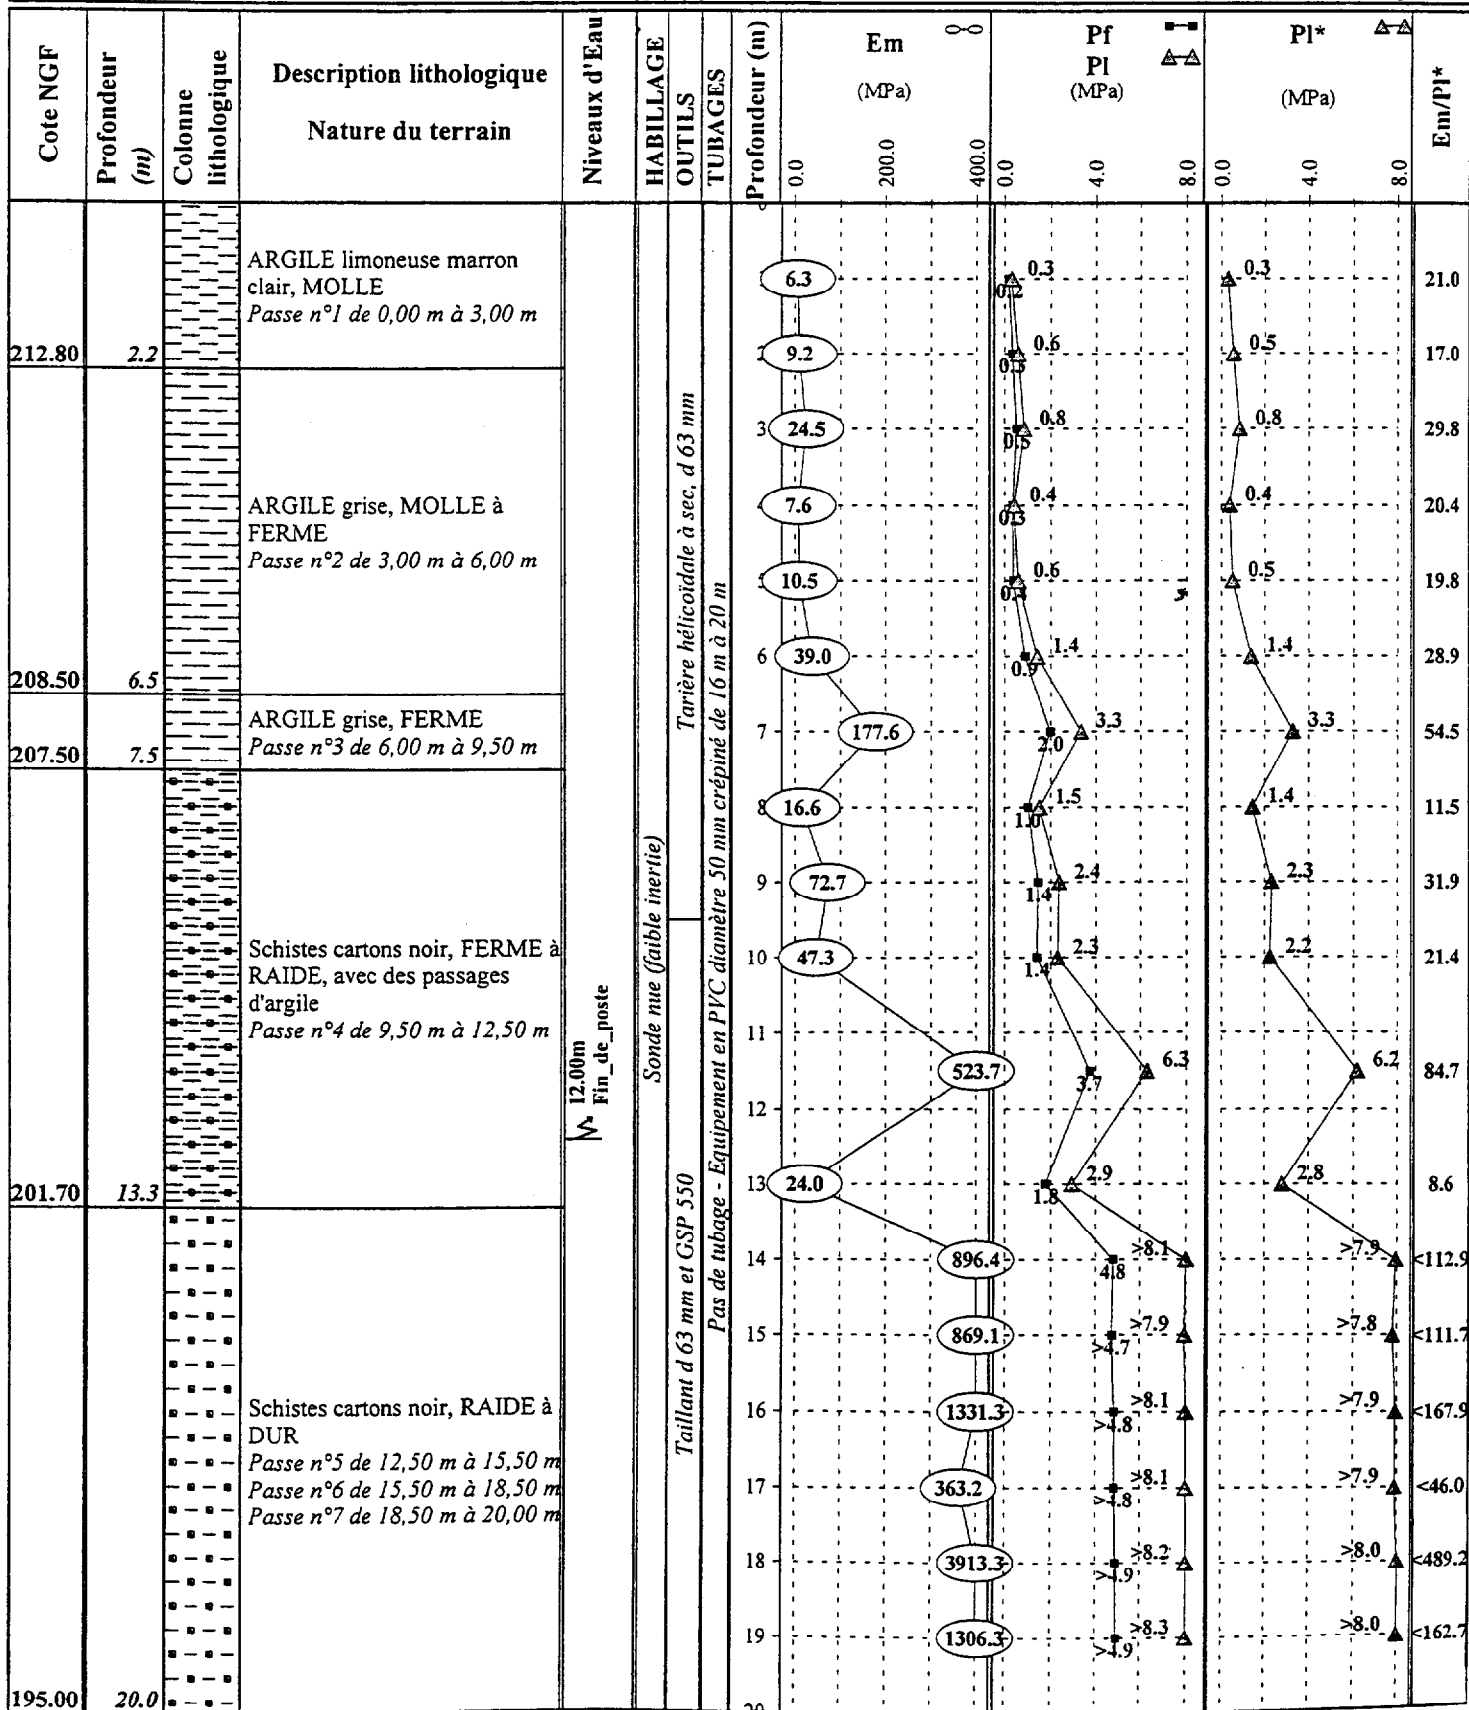 Cote NGF
Profondeur (m)
Colonne lithologique
Description lithologique
Nature du terrain
Niveaux d'Eau
HABILLAGE
OUTILS
TUBAGES
Profondeur (m)
Em
(MPa)
0.0 200.0 400.0
Pf
Pl
(MPa)
0.0 4.0 8.0
Pl*
(MPa)
0.0 4.0 8.0
Em/Pl*
ARGILE limoneuse marron
clair, MOLLE
Passe n°1 de 0,00 m à 3,00 m
212.80 2.2
ARGILE grise, MOLLE à
FERME
Passe n°2 de 3,00 m à 6,00 m
208.50 6.5
ARGILE grise, FERME
Passe n°3 de 6,00 m à 9,50 m
207.50 7.5
Schistes cartons noir, FERME à
RAIDE, avec des passages
d'argile
Passe n°4 de 9,50 m à 12,50 m
201.70 13.3
Schistes cartons noir, RAIDE à
DUR
Passe n°5 de 12,50 m à 15,50 m
Passe n°6 de 15,50 m à 18,50 m
Passe n°7 de 18,50 m à 20,00 m
195.00 20.0
12.00m
Fin_de_poste
Sonde nue (faible inertie)
Tarière hélicoïdale à sec, d 63 mm
Taillant d 63 mm et GSP 550
Pas de tubage - Equipement en PVC diamètre 50 mm crépiné de 16 m à 20 m
6.3 0.2 0.3 0.3 21.0
9.2 0.3 0.6 0.5 17.0
3 24.5 0.5 0.8 0.8 29.8
7.6 0.3 0.4 0.4 20.4
10.5 0.4 0.6 0.5 19.8
6 39.0 0.9 1.4 1.4 28.9
7 177.6 2.0 3.3 3.3 54.5
8 16.6 1.0 1.5 1.4 11.5
9 72.7 1.4 2.4 2.3 31.9
10 47.3 1.4 2.3 2.2 21.4
11
523.7 3.7 6.3 6.2 84.7
12
13 24.0 1.8 2.9 2.8 8.6
14 896.4 4.8 >8.1 >7.9 <112.9
15 869.1 >4.7 >7.9 >7.8 <111.7
16 1331.3 >4.8 >8.1 >7.9 <167.9
17 363.2 >4.8 >8.1 >7.9 <46.0
18 3913.3 >4.9 >8.2 >8.0 <489.2
19 1306.3 >4.9 >8.3 >8.0 <162.7
20